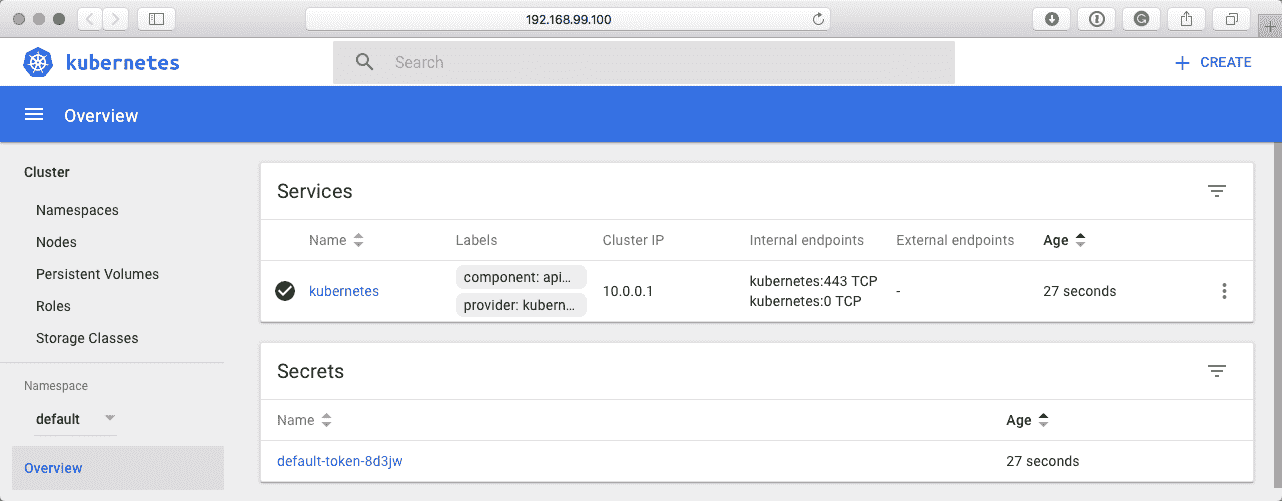 192.168.99.100
kubernetes
Search
CREATE
Overview
Cluster
Namespaces
Nodes
Persistent Volumes
Roles
Storage Classes
Namespace
default
Overview
Services
Name Labels Cluster IP Internal endpoints External endpoints Age
kubernetes component: api... 10.0.0.1 kubernetes:443 TCP - 27 seconds
provider: kubern... kubernetes:0 TCP
Secrets
Name Age
default-token-8d3jw 27 seconds